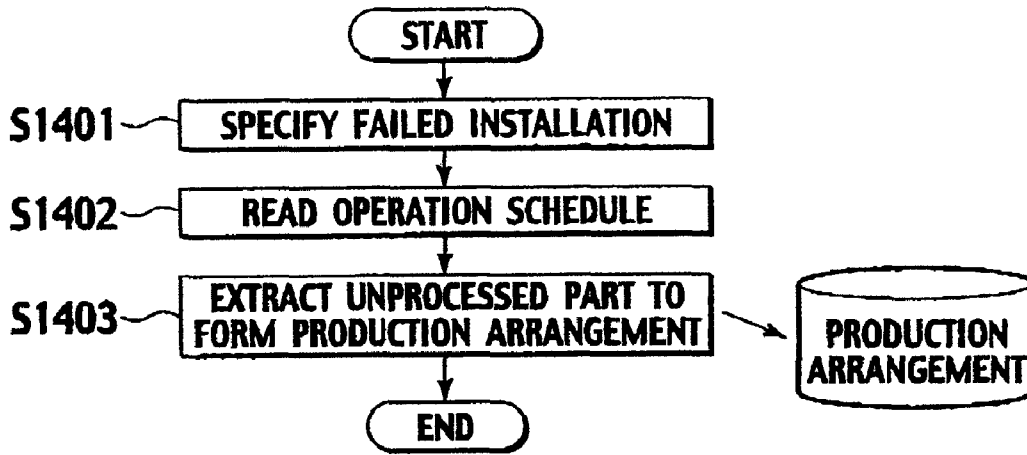 START
S1401 SPECIFY FAILED INSTALLATION
S1402 READ OPERATION SCHEDULE
S1403 EXTRACT UNPROCESSED PART TO
FORM PRODUCTION ARRANGEMENT
PRODUCTION
ARRANGEMENT
END